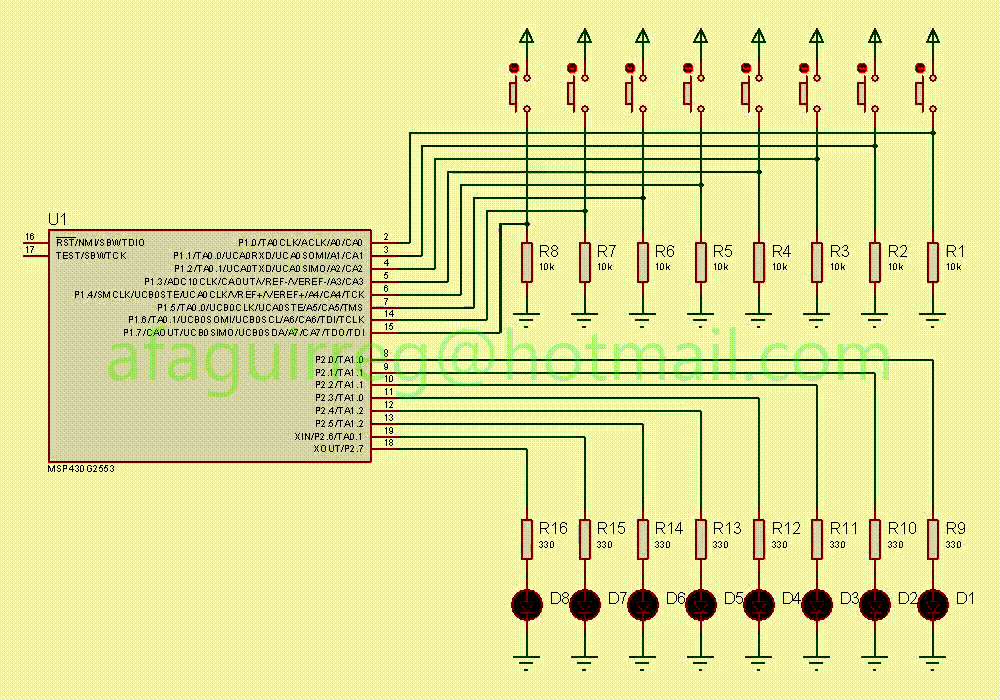 U1
16 RST/NMI/SBWTDIO
17 TEST/SBWTCK
P1.0/TA0CLK/ACLK/A0/CA0 2
P1.1/TA0.0/UCA0RXD/UCA0SOMI/A1/CA1 3
P1.2/TA0.1/UCA0TXD/UCA0SIMO/A2/CA2 4
P1.3/ADC10CLK/CAOUT/VREF-/VEREF-/A3/CA3 5
P1.4/SMCLK/UCB0STE/UCA0CLK/VREF+/VEREF+/A4/CA4/TCK 6
P1.5/TA0.0/UCB0CLK/UCA0STE/A5/CA5/TMS 7
P1.6/TA0.1/UCB0SOMI/UCB0SCL/A6/CA6/TDI/TCLK 14
P1.7/CAOUT/UCB0SIMO/UCB0SDA/A7/CA7/TDO/TDI 15
P2.0/TA1.0 8
P2.1/TA1.1 9
P2.2/TA1.1 10
P2.3/TA1.0 11
P2.4/TA1.2 12
P2.5/TA1.2 13
XIN/P2.6/TA0.1 19
XOUT/P2.7 18
MSP430G2553
R8 R7 R6 R5 R4 R3 R2 R1
10k 10k 10k 10k 10k 10k 10k 10k
afaguirreg@hotmail.com
R16 R15 R14 R13 R12 R11 R10 R9
330 330 330 330 330 330 330 330
D8 D7 D6 D5 D4 D3 D2 D1